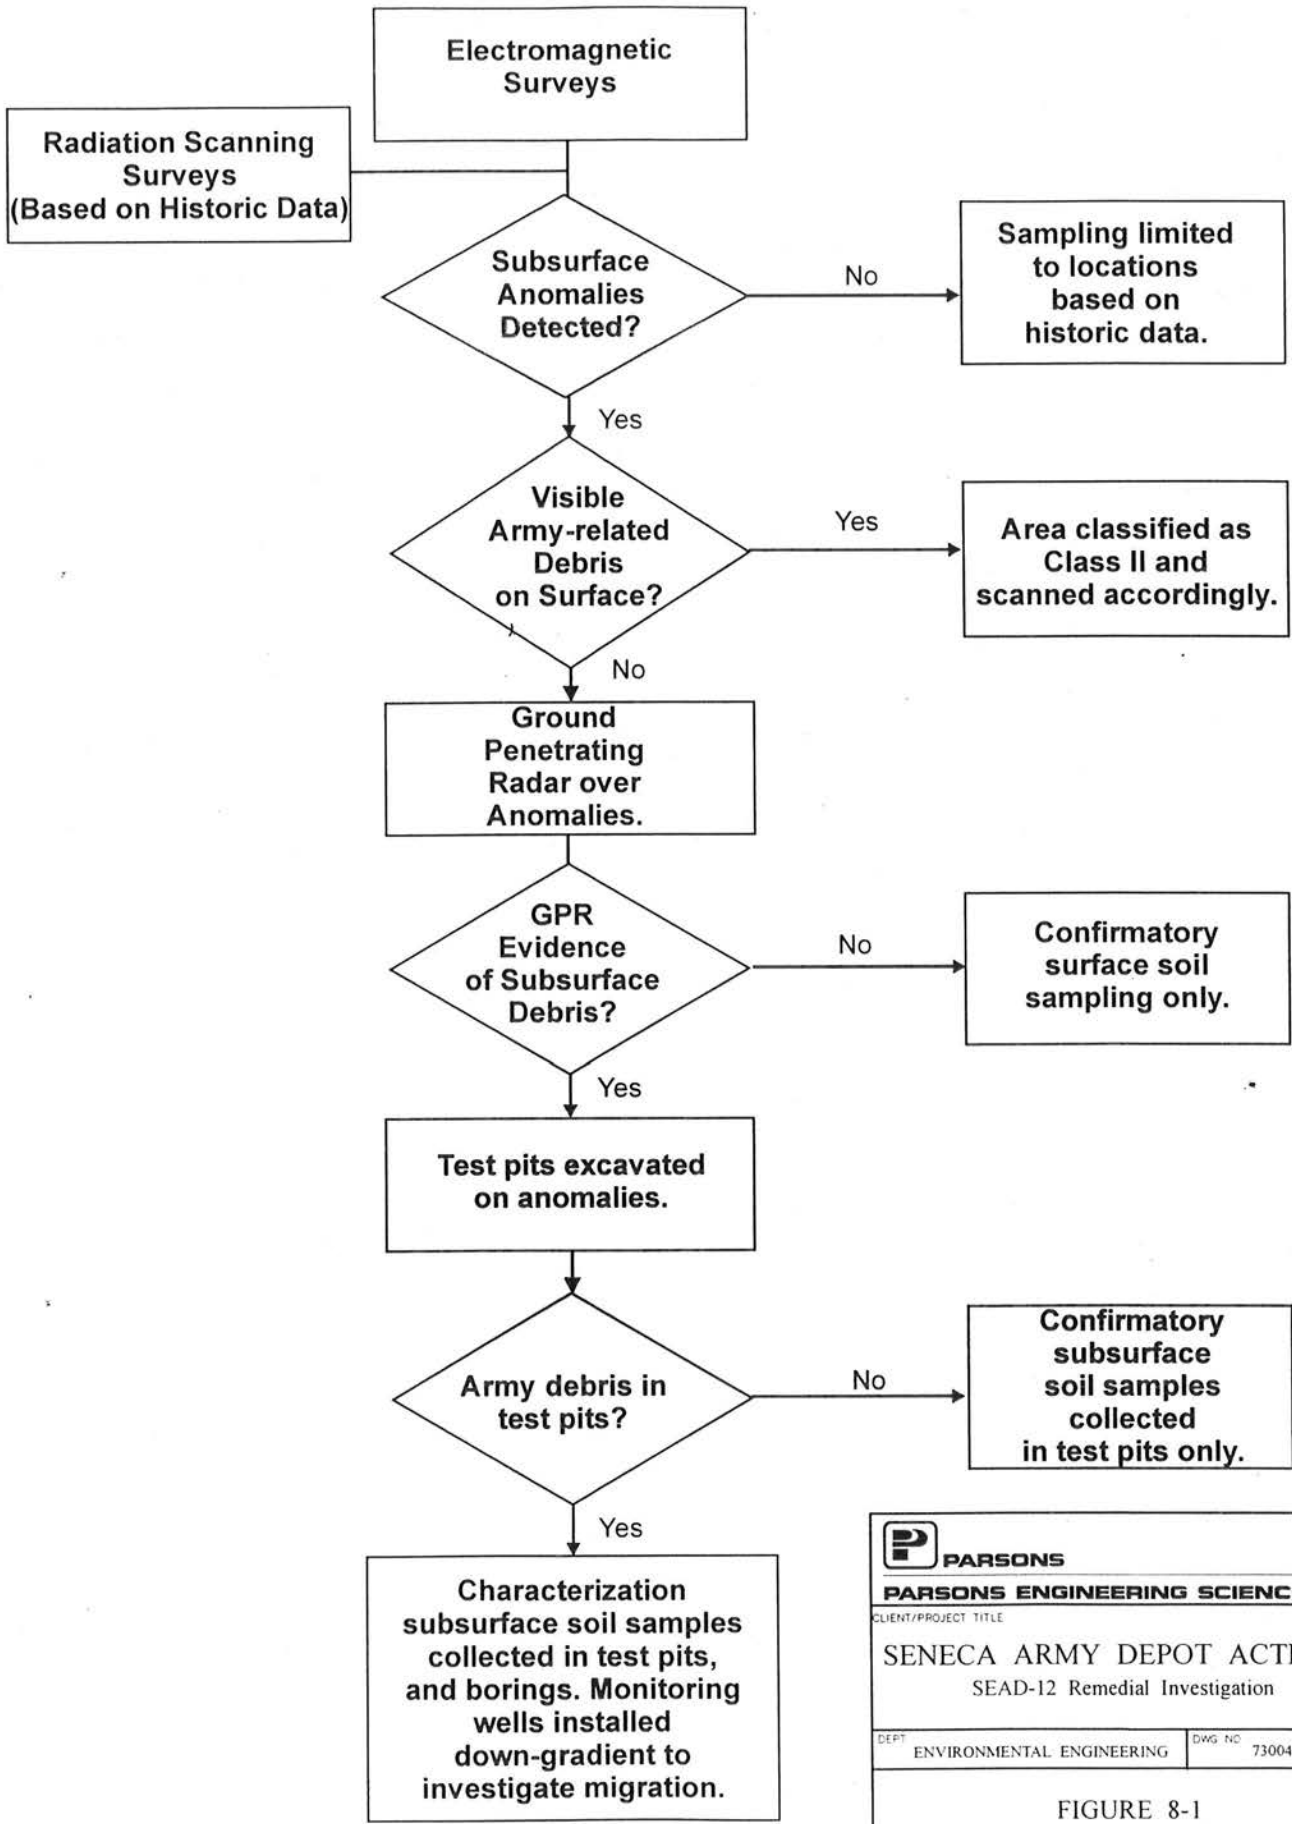 Electromagnetic
Surveys
Radiation Scanning
Surveys
(Based on Historic Data)
Subsurface
Anomalies
Detected?
No
Sampling limited
to locations
based on
historic data.
Yes
Visible
Army-related
Debris
on Surface?
Yes
Area classified as
Class II and
scanned accordingly.
No
Ground
Penetrating
Radar over
Anomalies.
GPR
Evidence
of Subsurface
Debris?
No
Confirmatory
surface soil
sampling only.
Yes
Test pits excavated
on anomalies.
Army debris in
test pits?
No
Confirmatory
subsurface
soil samples
collected
in test pits only.
Yes
Characterization
subsurface soil samples
collected in test pits,
and borings. Monitoring
wells installed
down-gradient to
investigate migration.
P PARSONS
PARSONS ENGINEERING SCIENC
CLIENT/PROJECT TITLE
SENECA ARMY DEPOT
SEAD-12 Remedial Investigation
DEPT
ENVIRONMENTAL ENGINEERING
DWG NO
73004
FIGURE 8-1